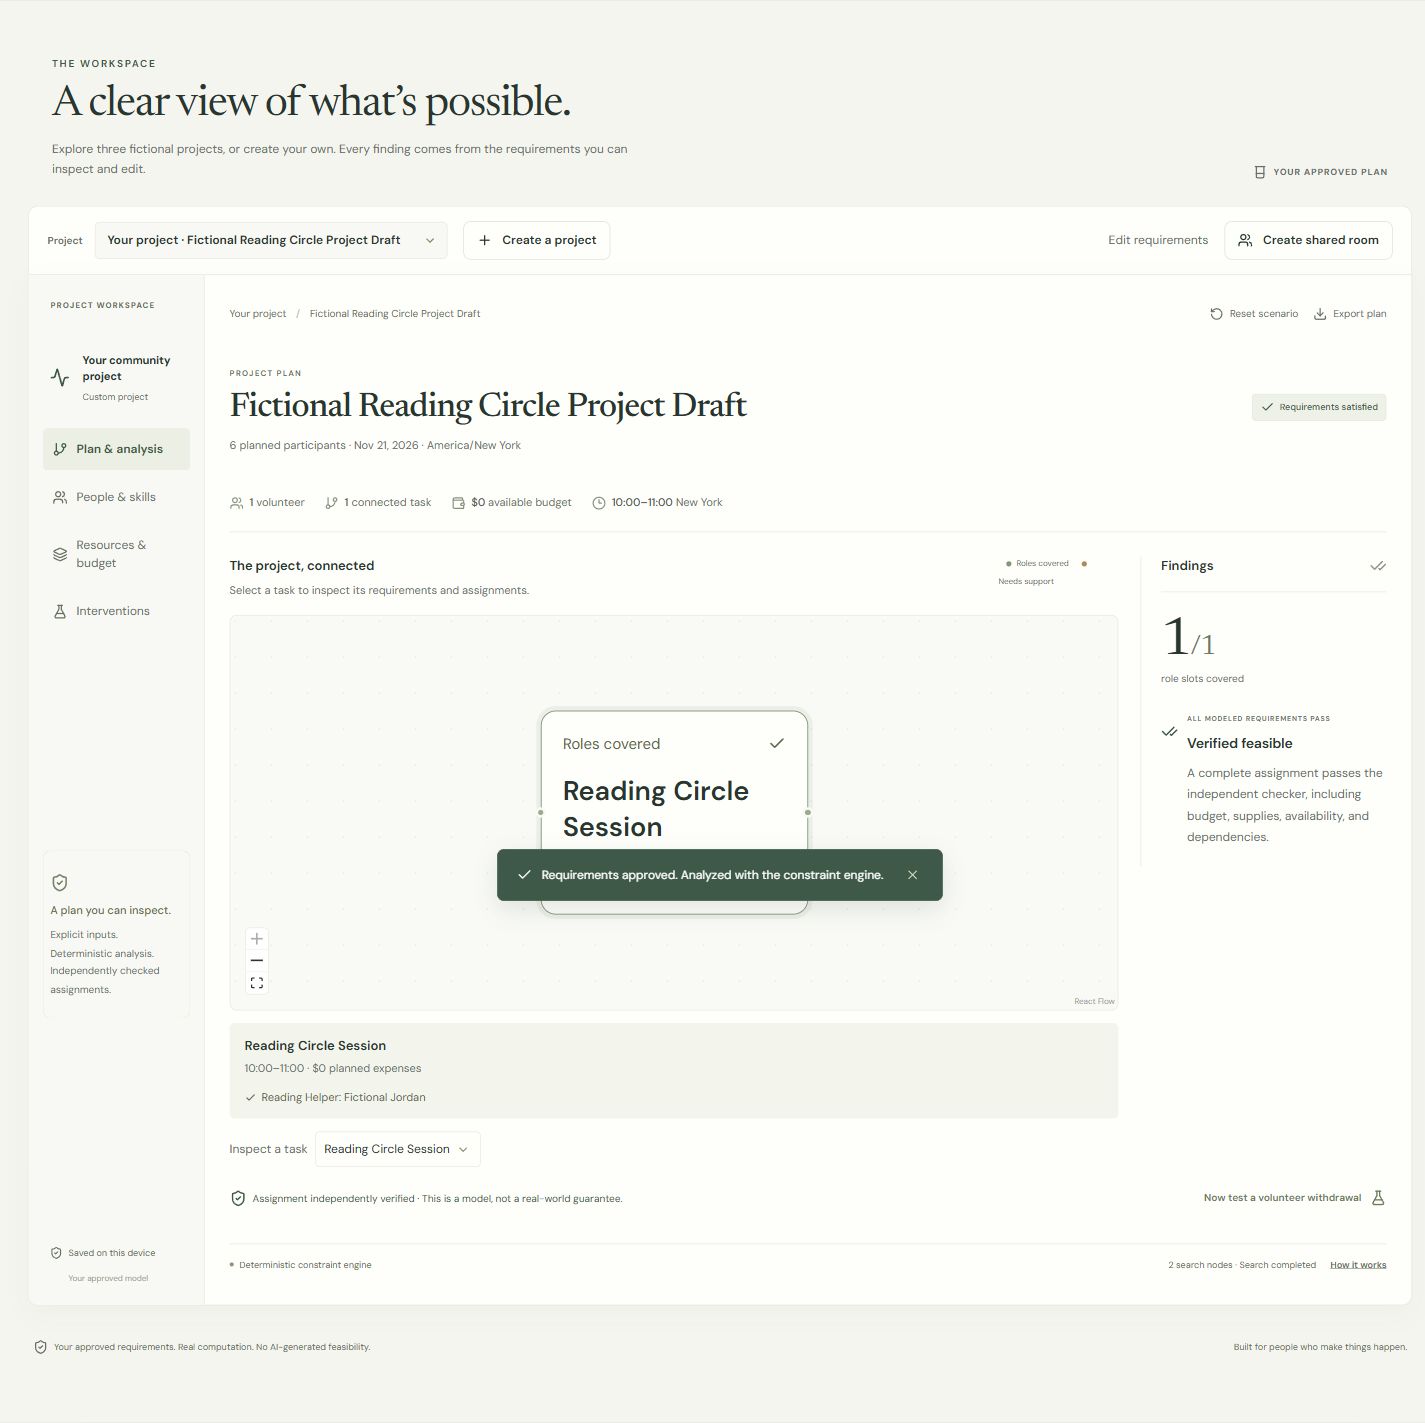 THE WORKSPACE
A clear view of what's possible.
Explore three fictional projects, or create your own. Every finding comes from the requirements you can
inspect and edit.
YOUR APPROVED PLAN
Project
Your project · Fictional Reading Circle Project Draft
Create a project
Edit requirements
Create shared room
PROJECT WORKSPACE
Your community
project
Custom project
Plan & analysis
People & skills
Resources &
budget
Interventions
A plan you can inspect.
Explicit inputs.
Deterministic analysis.
Independently checked
assignments.
Saved on this device
Your approved model
Your project / Fictional Reading Circle Project Draft
Reset scenario
Export plan
PROJECT PLAN
Fictional Reading Circle Project Draft
Requirements satisfied
6 planned participants · Nov 21, 2026 · America/New York
1 volunteer
1 connected task
$0 available budget
10:00–11:00 New York
The project, connected
Select a task to inspect its requirements and assignments.
Roles covered
Needs support
Roles covered
Reading Circle
Session
Requirements approved. Analyzed with the constraint engine.
React Flow
Findings
1/1
role slots covered
ALL MODELED REQUIREMENTS PASS
Verified feasible
A complete assignment passes the
independent checker, including
budget, supplies, availability, and
dependencies.
Reading Circle Session
10:00–11:00 · $0 planned expenses
Reading Helper: Fictional Jordan
Inspect a task
Reading Circle Session
Assignment independently verified · This is a model, not a real-world guarantee.
Now test a volunteer withdrawal
Deterministic constraint engine
2 search nodes · Search completed
How it works
Your approved requirements. Real computation. No AI-generated feasibility.
Built for people who make things happen.